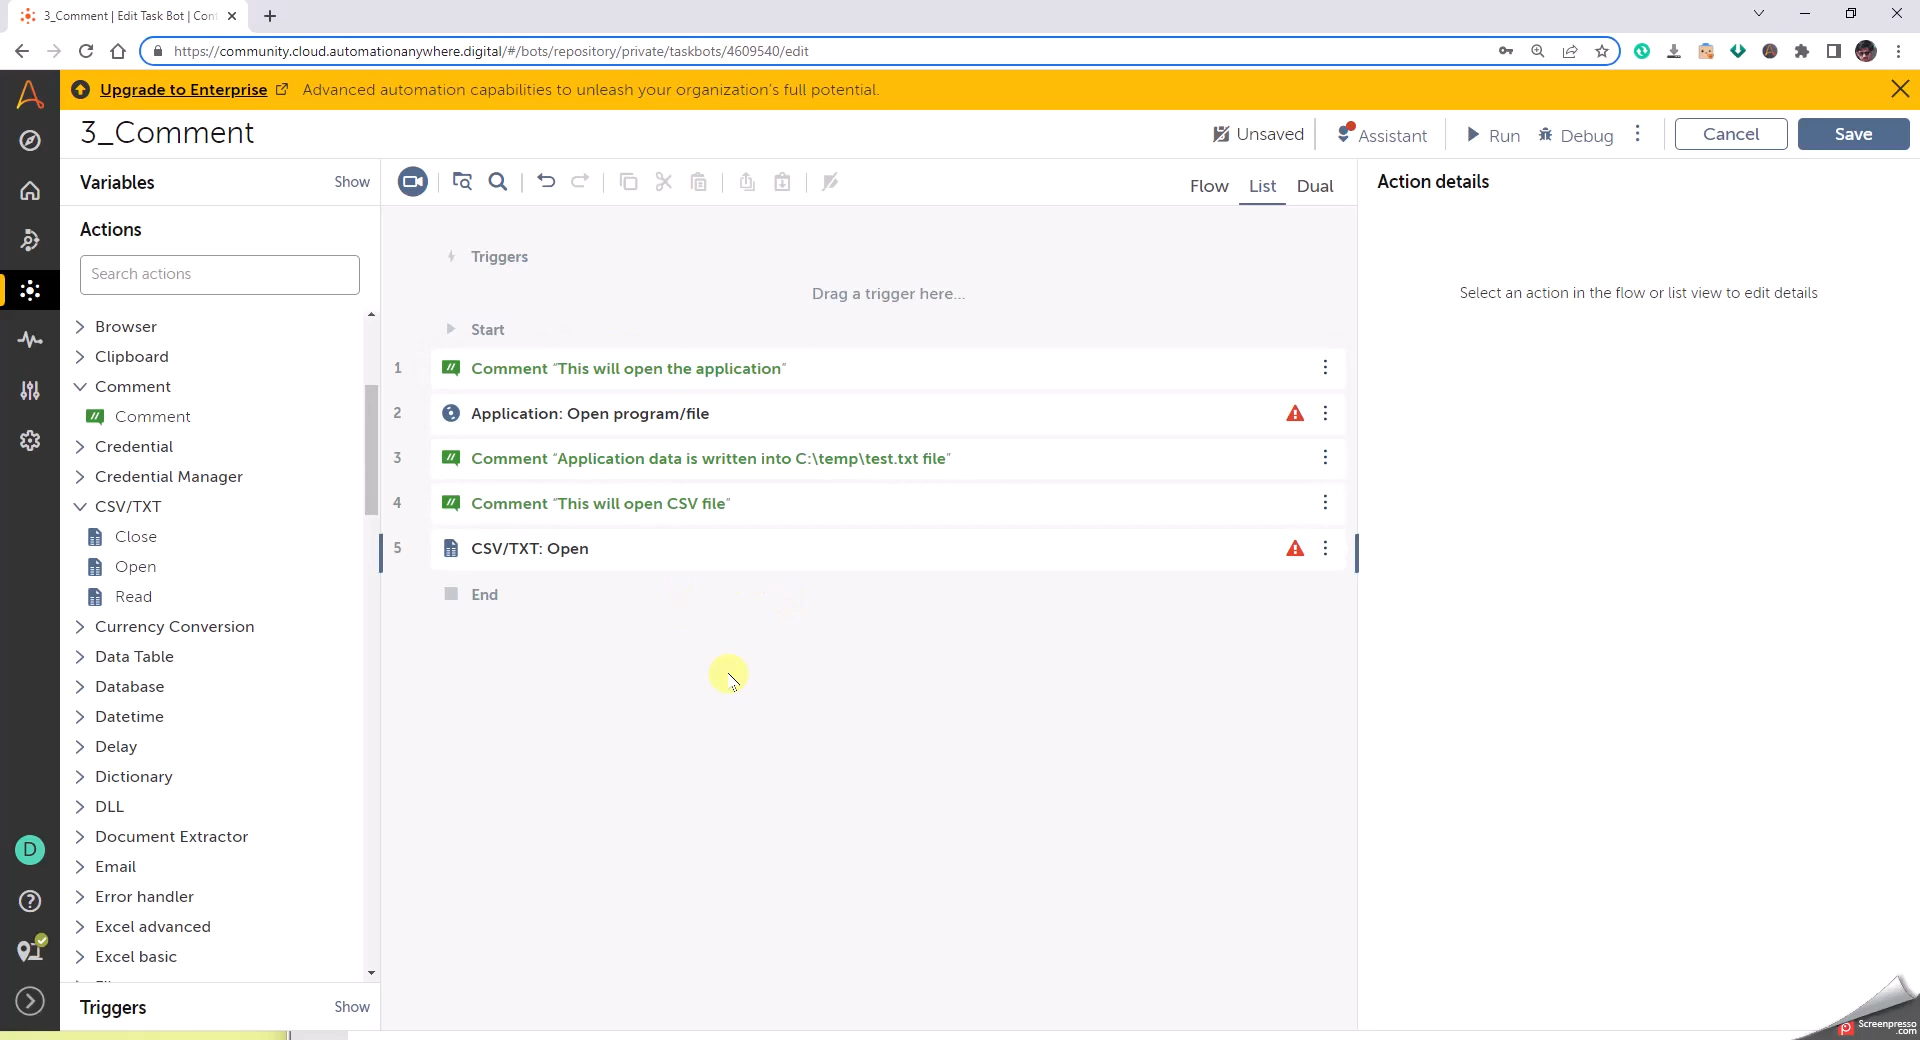 3_Comment | Edit Task Bot | Cont
https://community.cloud.automationanywhere.digital/#/bots/repository/private/taskbots/4609540/edit
Upgrade to Enterprise Advanced automation capabilities to unleash your organization's full potential.
3_Comment
Unsaved
Assistant
Run
Debug
Cancel
Save
Variables
Show
Flow
List
Dual
Action details
Actions
Search actions
Browser
Clipboard
Comment
Comment
Credential
Credential Manager
CSV/TXT
Close
Open
Read
Currency Conversion
Data Table
Database
Datetime
Delay
Dictionary
DLL
Document Extractor
Email
Error handler
Excel advanced
Excel basic
Triggers
Show
Triggers
Drag a trigger here...
Start
1 Comment "This will open the application"
2 Application: Open program/file
3 Comment "Application data is written into C:\temp\test.txt file"
4 Comment "This will open CSV file"
5 CSV/TXT: Open
End
Select an action in the flow or list view to edit details
D
Screenpresso
.com